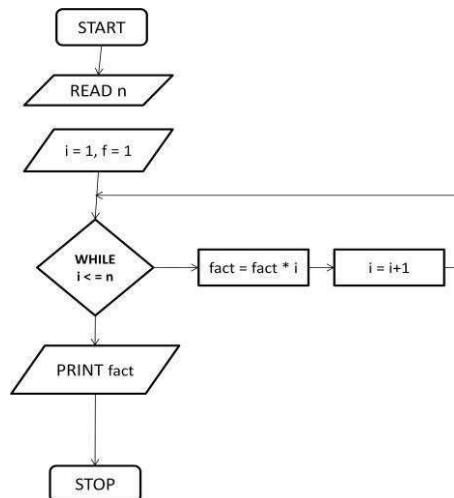 START
READ n
i = 1, f = 1
WHILE
i < = n
fact = fact * i
i = i+1
PRINT fact
STOP